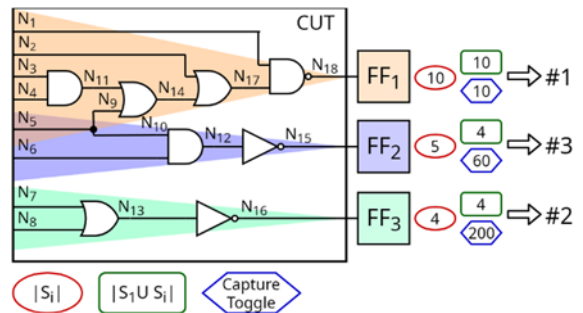 CUT
N1
N2
N3
N4
N11
N9
N14
N17
N18
N5
N10
N6
N12
N15
N7
N8
N13
N16
FF1 10 10 10 #1
FF2 5 4 60 #3
FF3 4 4 200 #2
|Si| |S1U Si| Capture Toggle